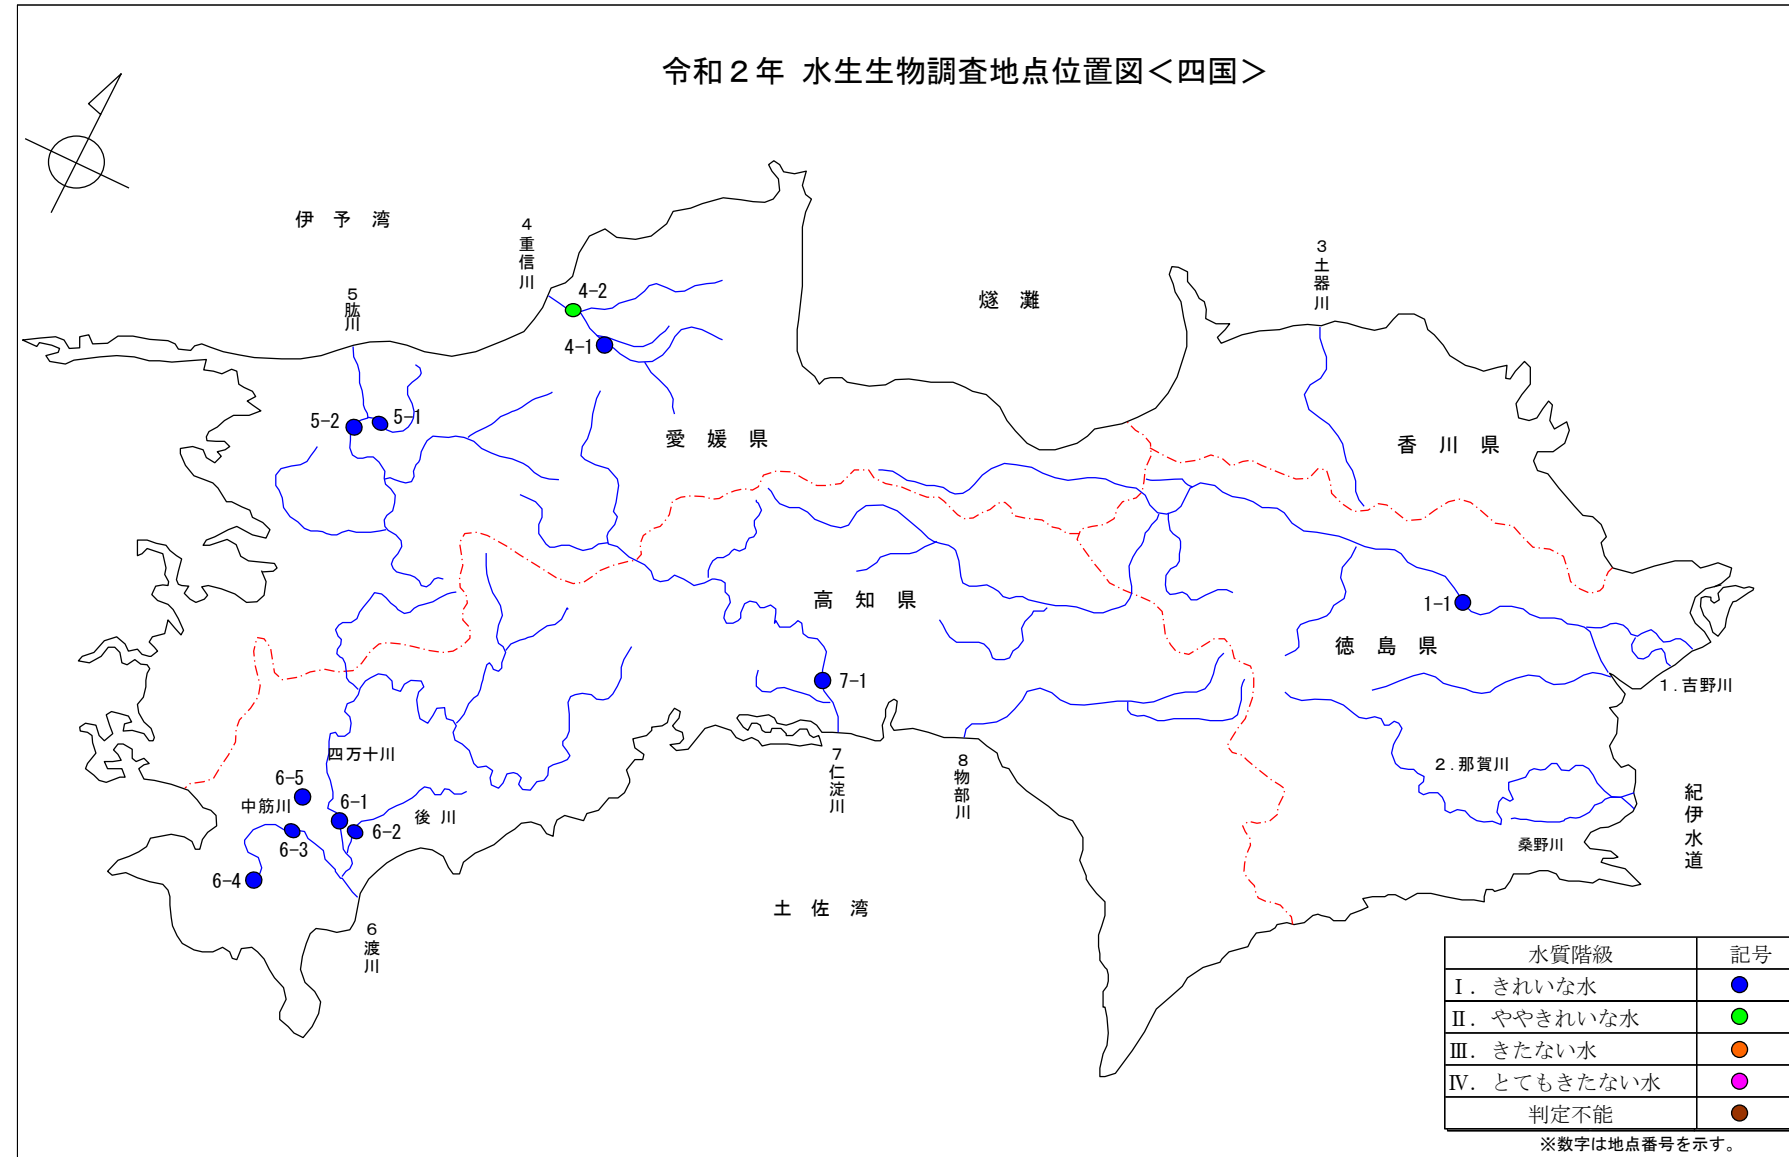 令和２年 水生生物調査地点位置図＜四国＞
伊 予 湾
４重信川
３土器川
５肱川
4-2
燧 灘
4-1
5-2
5-1
愛 媛 県
香 川 県
高 知 県
1-1
徳 島 県
7-1
１.吉野川
四万十川
7仁淀川
８物部川
２.那賀川
6-5
中筋川
6-1
後 川
6-2
6-3
紀伊水道
桑野川
6-4
土 佐 湾
６渡川
水質階級 記号
Ⅰ．きれいな水
Ⅱ．ややきれいな水
Ⅲ．きたない水
Ⅳ．とてもきたない水
判定不能
※数字は地点番号を示す。